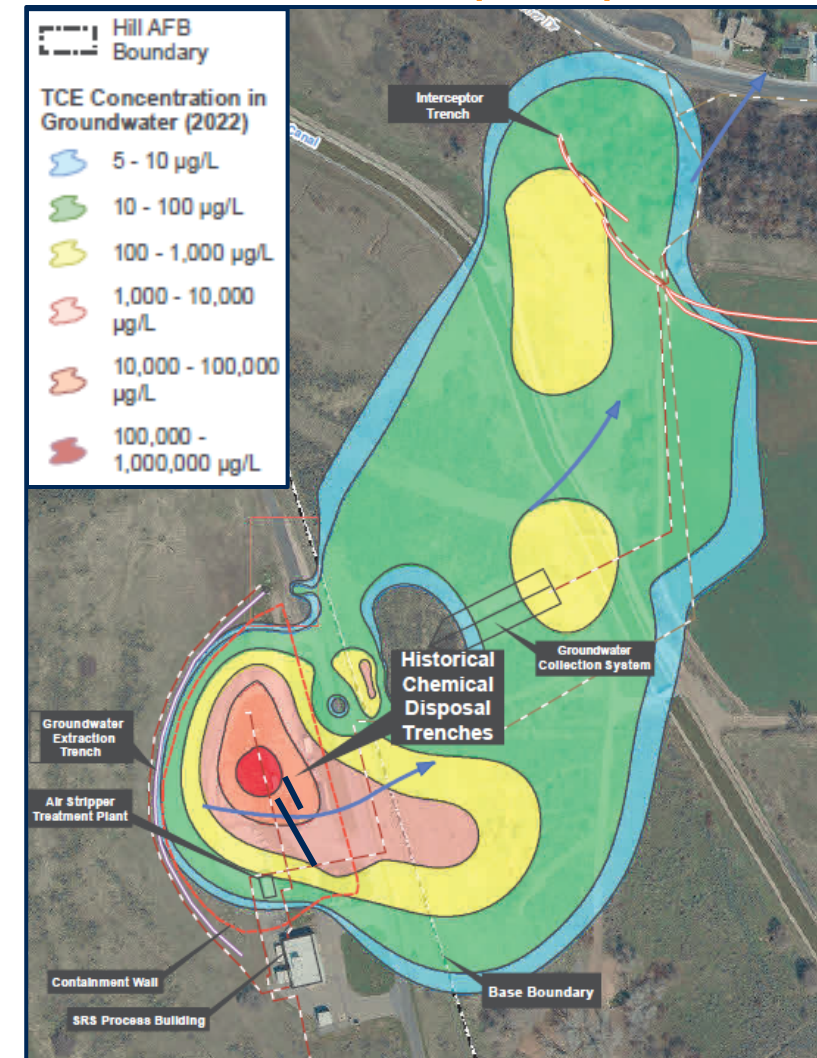 Hill AFB
Boundary
TCE Concentration in
Groundwater (2022)
5 - 10 µg/L
10 - 100 µg/L
100 - 1,000 µg/L
1,000 - 10,000
µg/L
10,000 - 100,000
µg/L
100,000 -
1,000,000 µg/L
Interceptor
Trench
Canal
Historical
Chemical
Disposal
Trenches
Groundwater
Collection System
Groundwater
Extraction
Trench
Air Stripper
Treatment Plant
Containment Wall
SRS Process Building
Base Boundary